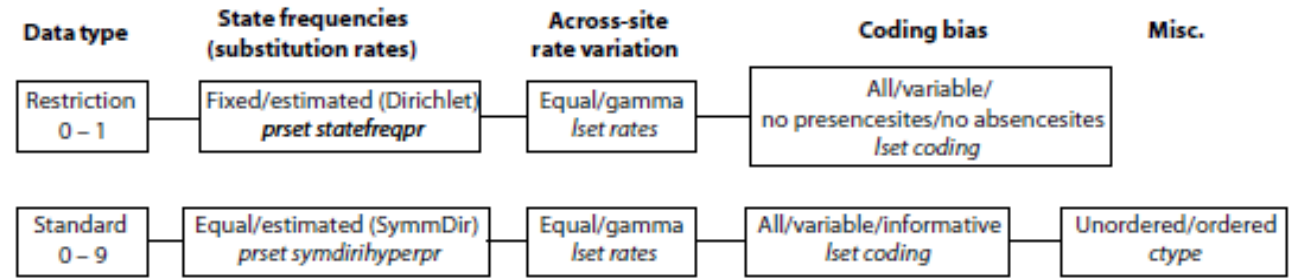 Data type
State frequencies
(substitution rates)
Across-site
rate variation
Coding bias
Misc.
Restriction
0 – 1
Fixed/estimated (Dirichlet)
prset statefreqpr
Equal/gamma
lset rates
All/variable/
no presencesites/no absencesites
lset coding
Standard
0 – 9
Equal/estimated (SymmDir)
prset symdirihyperpr
Equal/gamma
lset rates
All/variable/informative
lset coding
Unordered/ordered
ctype